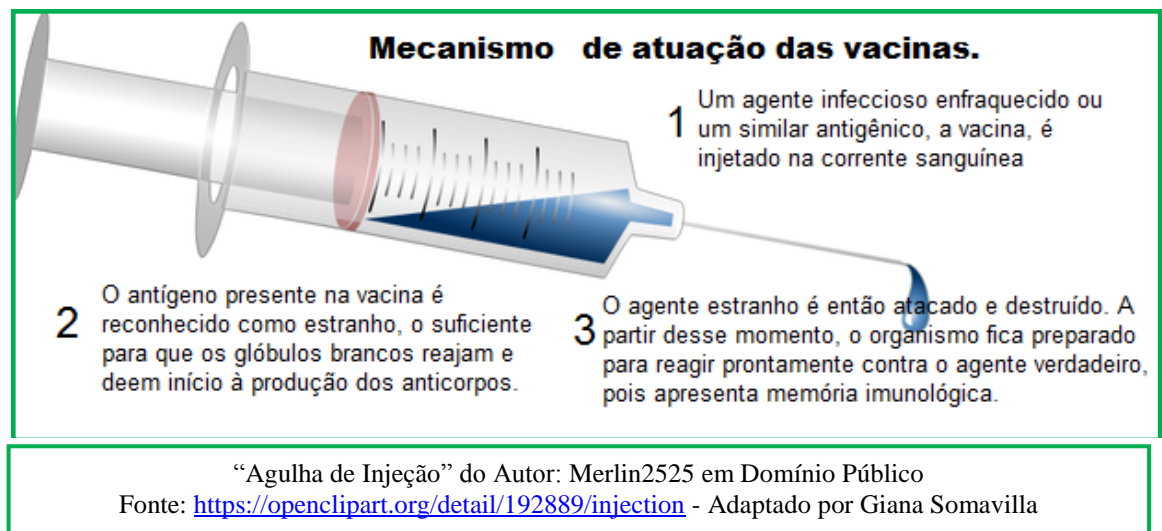 Mecanismo de atuação das vacinas.
1
Um agente infeccioso enfraquecido ou
um similar antigênico, a vacina, é
injetado na corrente sanguínea
2
O antígeno presente na vacina é
reconhecido como estranho, o suficiente
para que os glóbulos brancos reajam e
deem início à produção dos anticorpos.
3
O agente estranho é então atacado e destruído. A
partir desse momento, o organismo fica preparado
para reagir prontamente contra o agente verdadeiro,
pois apresenta memória imunológica.
“Agulha de Injeção” do Autor: Merlin2525 em Domínio Público
Fonte: https://openclipart.org/detail/192889/injection - Adaptado por Giana Somavilla